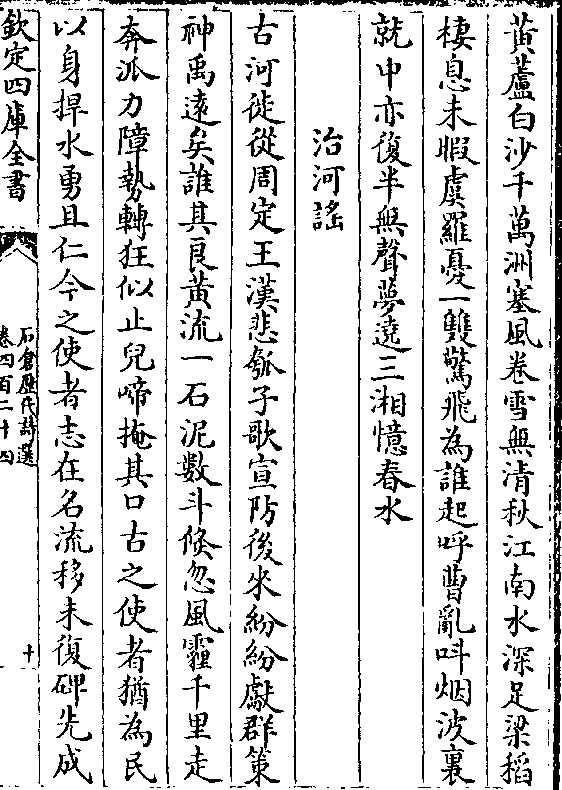 黄蘆白沙千萬洲塞風卷雪無清秋江南水深足梁稻
棲息未暇虞羅憂一雙驚飛為誰起呼曹亂呌烟波裏
就中亦復半無聲夢遶三湘憶春水
治河謠
古河徙從周定王漢悲瓠子歌宣防後來紛紛獻群策
神禹遠矣誰其良黄流一石泥數斗倐忽風霾千里走
奔派力障勢轉狂似止兒啼掩其口古之使者猶為民
以身捍水勇且仁今之使者志在名流移未復碑先成
欽定四庫全書
石倉歴代詩選
卷四百二十四
十